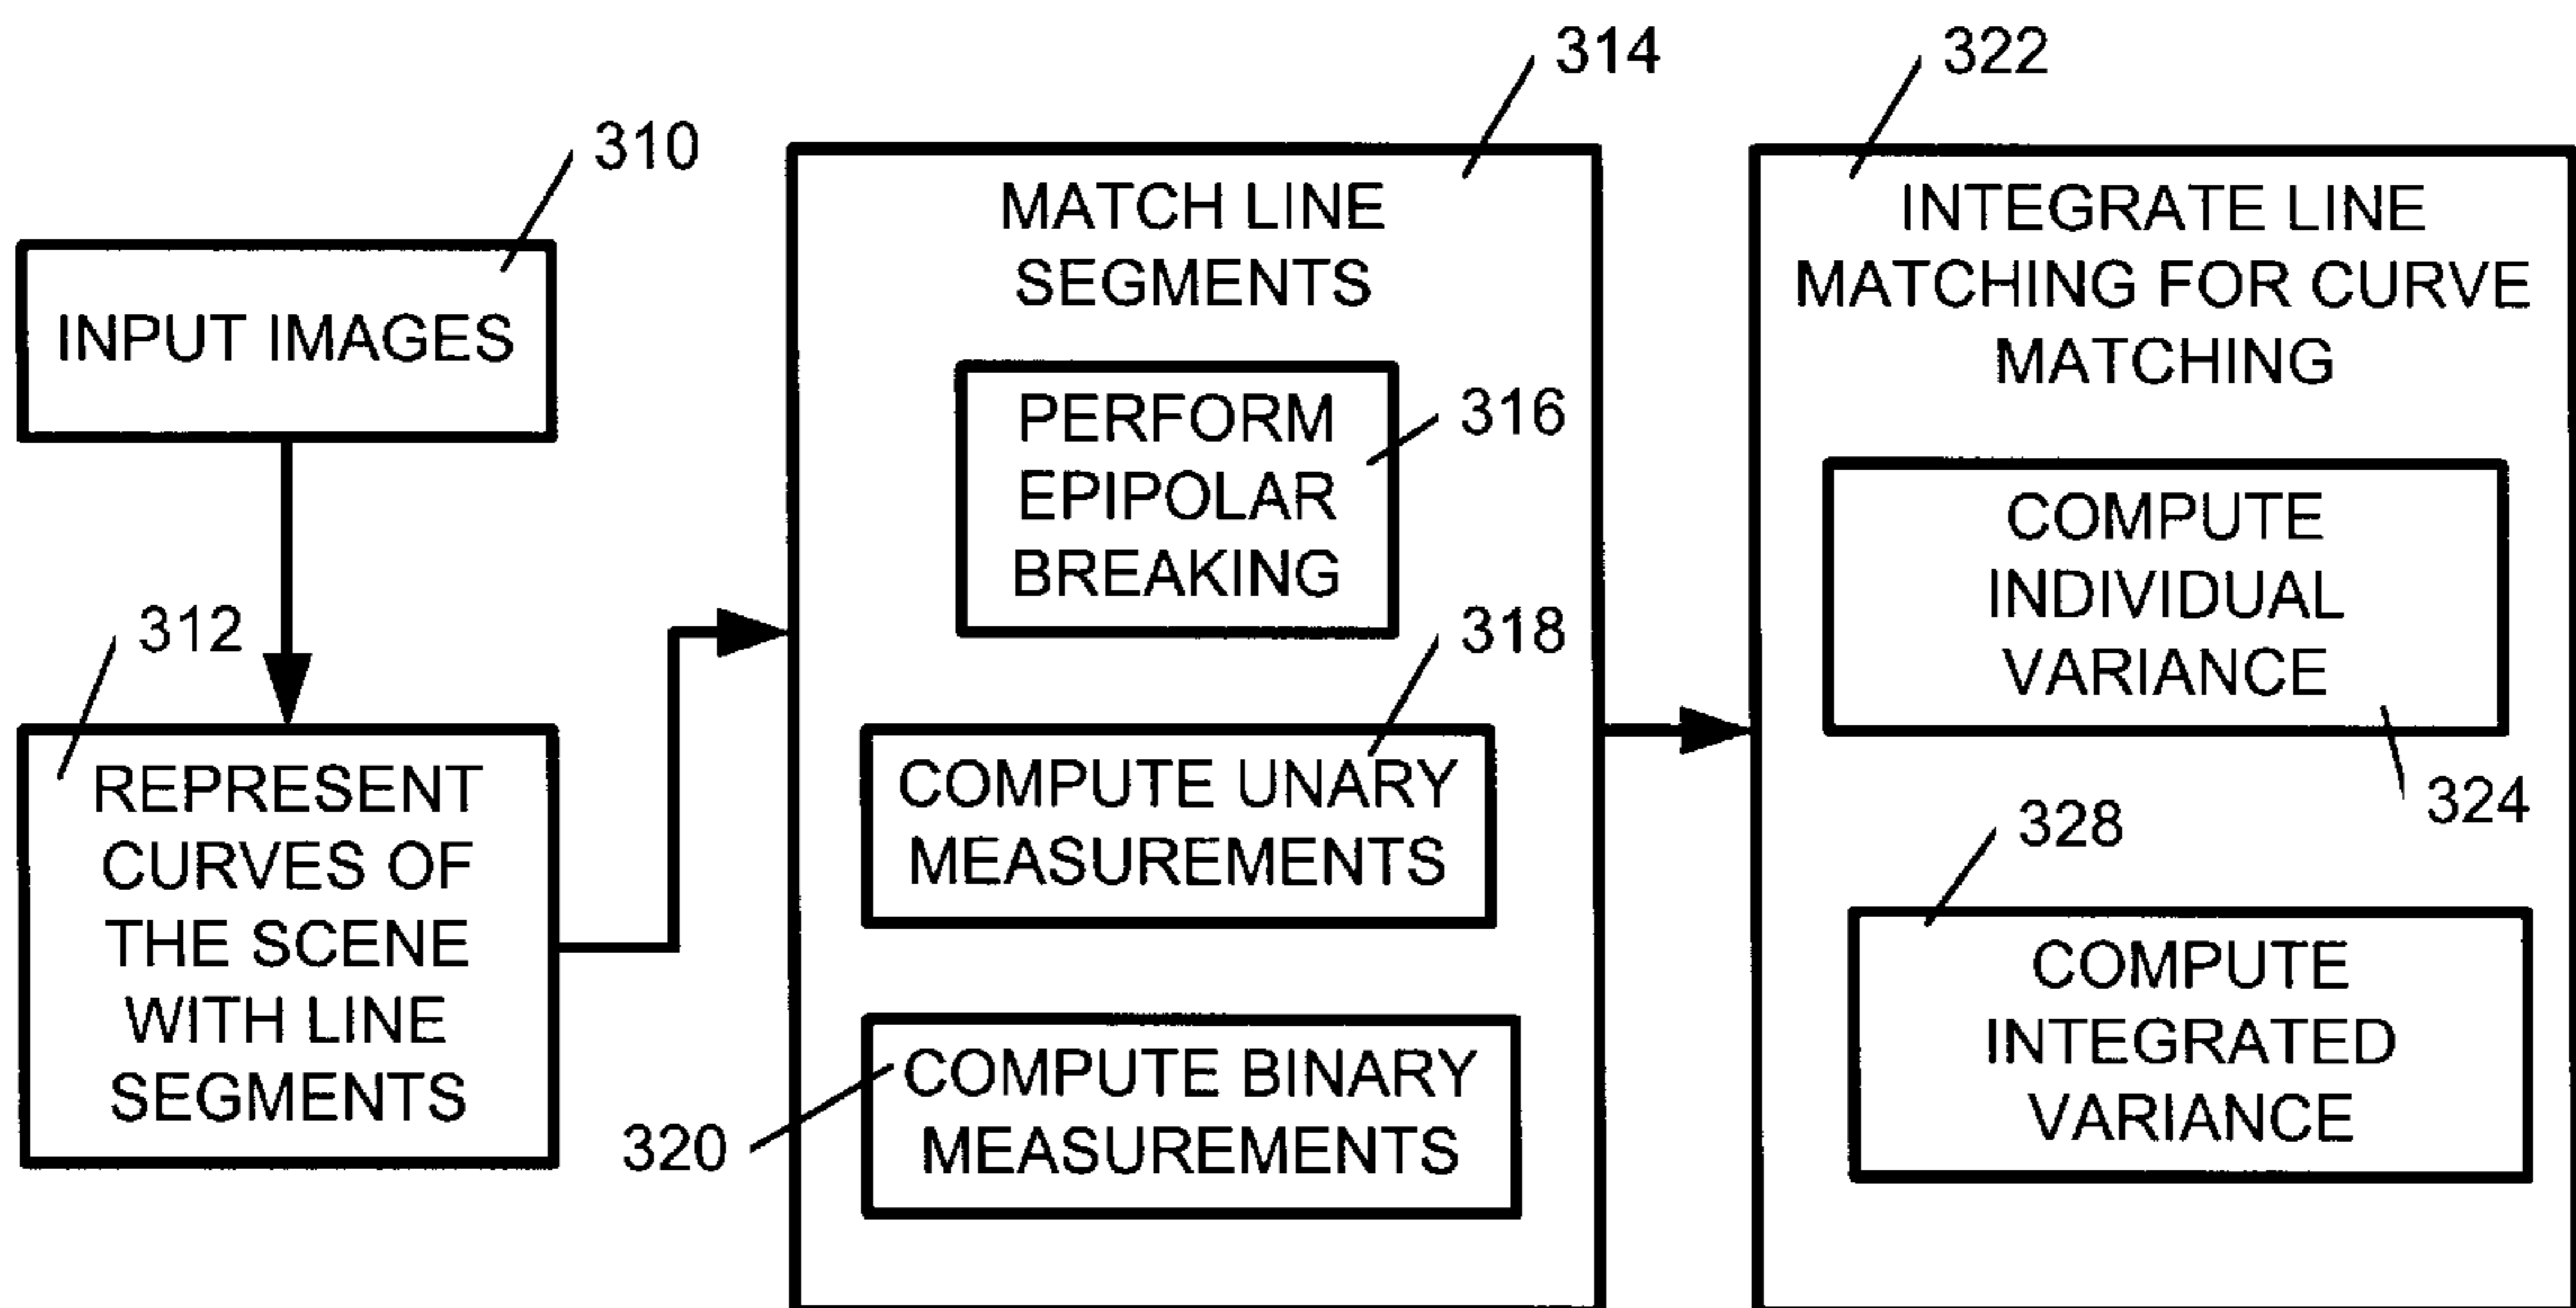 310
INPUT IMAGES
312
REPRESENT
CURVES OF
THE SCENE
WITH LINE
SEGMENTS
314
MATCH LINE
SEGMENTS
PERFORM
EPIPOLAR
BREAKING
316
318
COMPUTE UNARY
MEASUREMENTS
COMPUTE BINARY
MEASUREMENTS
320
322
INTEGRATE LINE
MATCHING FOR CURVE
MATCHING
COMPUTE
INDIVIDUAL
VARIANCE
324
328
COMPUTE
INTEGRATED
VARIANCE